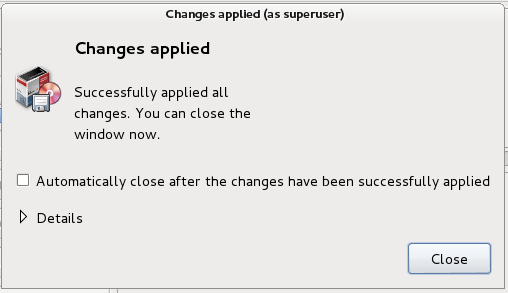 Changes applied (as superuser)
Changes applied
Successfully applied all
changes. You can close the
window now.
Automatically close after the changes have been successfully applied
Details
Close